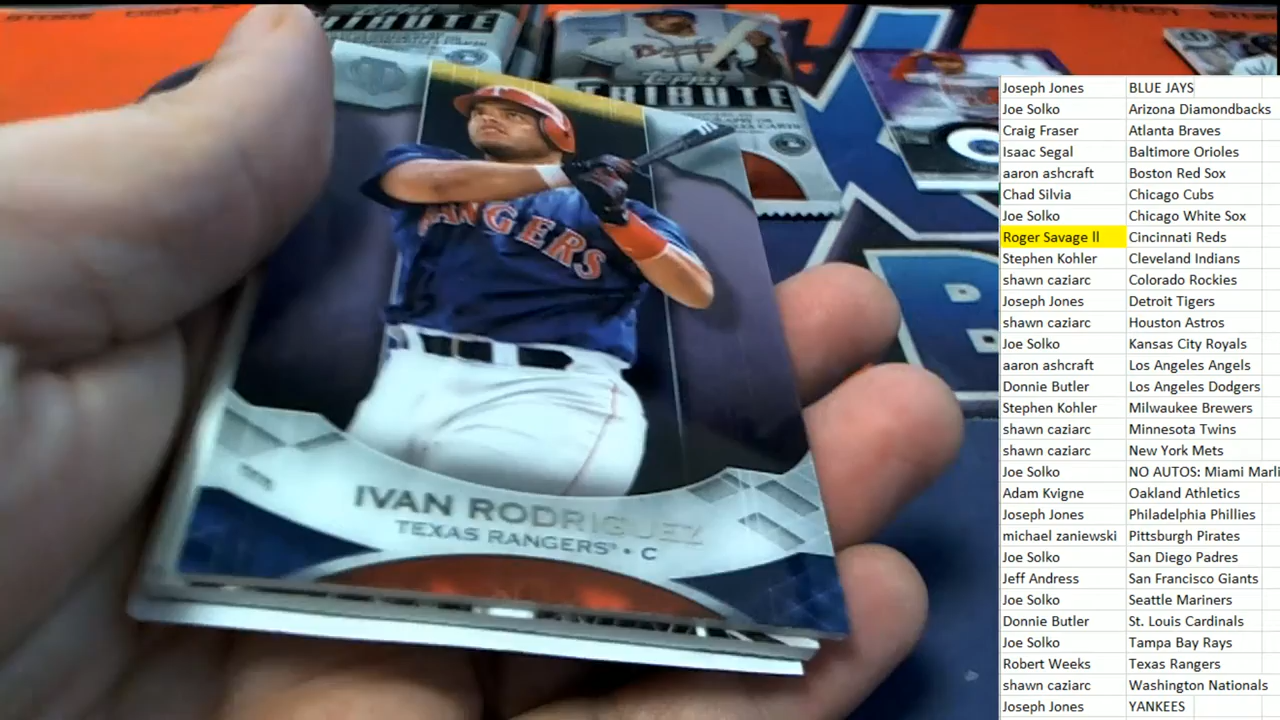 TRIBUTE
TRIBUTE
Braves
topps
RANGERS
IVAN RODRIGUEZ
TEXAS RANGERS • C
Joseph Jones BLUE JAYS
Joe Solko Arizona Diamondbacks
Craig Fraser Atlanta Braves
Isaac Segal Baltimore Orioles
aaron ashcraft Boston Red Sox
Chad Silvia Chicago Cubs
Joe Solko Chicago White Sox
Roger Savage ll Cincinnati Reds
Stephen Kohler Cleveland Indians
shawn caziarc Colorado Rockies
Joseph Jones Detroit Tigers
shawn caziarc Houston Astros
Joe Solko Kansas City Royals
aaron ashcraft Los Angeles Angels
Donnie Butler Los Angeles Dodgers
Stephen Kohler Milwaukee Brewers
shawn caziarc Minnesota Twins
shawn caziarc New York Mets
Joe Solko NO AUTOS: Miami Marli
Adam Kvigne Oakland Athletics
Joseph Jones Philadelphia Phillies
michael zaniewski Pittsburgh Pirates
Joe Solko San Diego Padres
Jeff Andress San Francisco Giants
Joe Solko Seattle Mariners
Donnie Butler St. Louis Cardinals
Joe Solko Tampa Bay Rays
Robert Weeks Texas Rangers
shawn caziarc Washington Nationals
Joseph Jones YANKEES